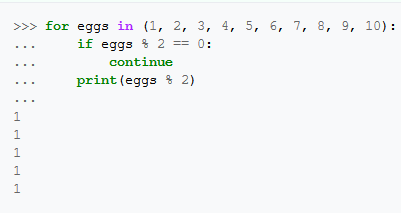 >>> for eggs in (1, 2, 3, 4, 5, 6, 7, 8, 9, 10):
...     if eggs % 2 == 0:
...         continue
...     print(eggs % 2)
...
1
1
1
1
1